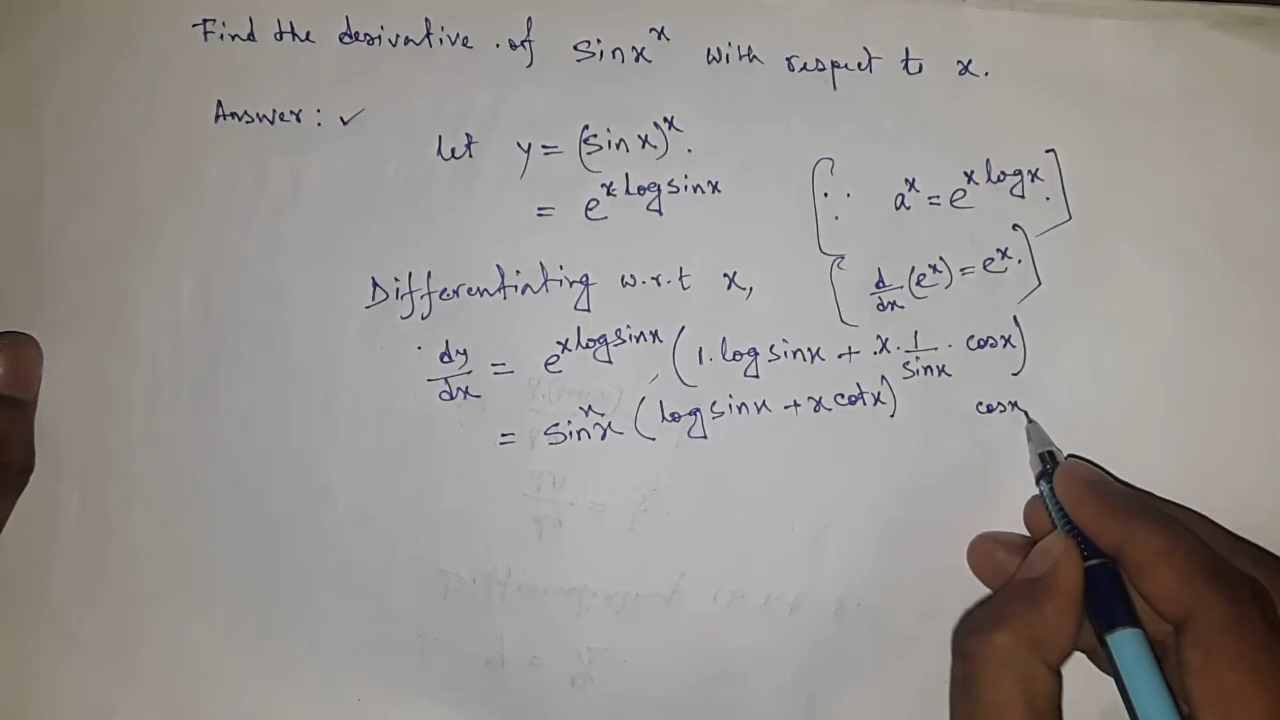 Find the derivative of sinx^x with respect to x.
Answer : ✓
let y = (sinx)^x.
= e^{x log sinx}
[∵ a^x = e^{x log x}.]
Differentiating w.r.t x,
[d/dx (e^x) = e^x.]
dy/dx = e^{x log sinx} (1. log sinx + x. 1/sinx . cosx)
= sin^x x (log sinx + x cotx)
cosx